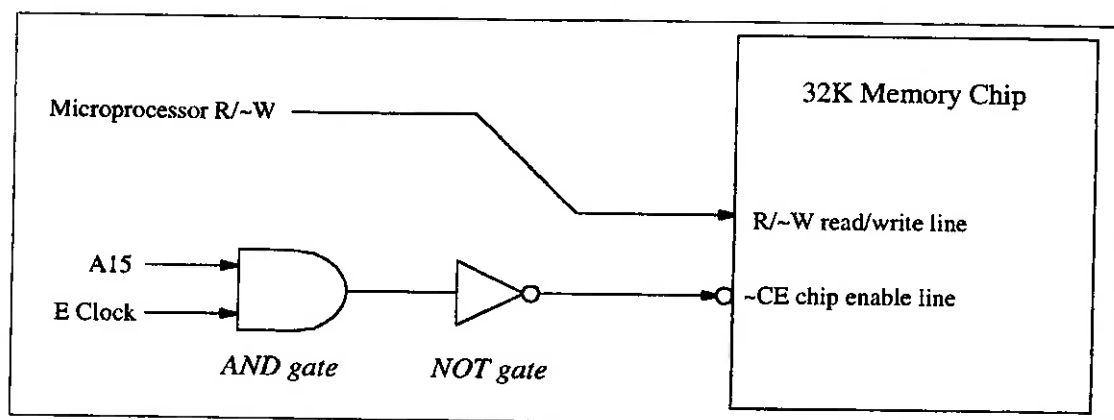 32K Memory Chip
Microprocessor R/~W
R/~W read/write line
A15
E Clock
~CE chip enable line
AND gate
NOT gate